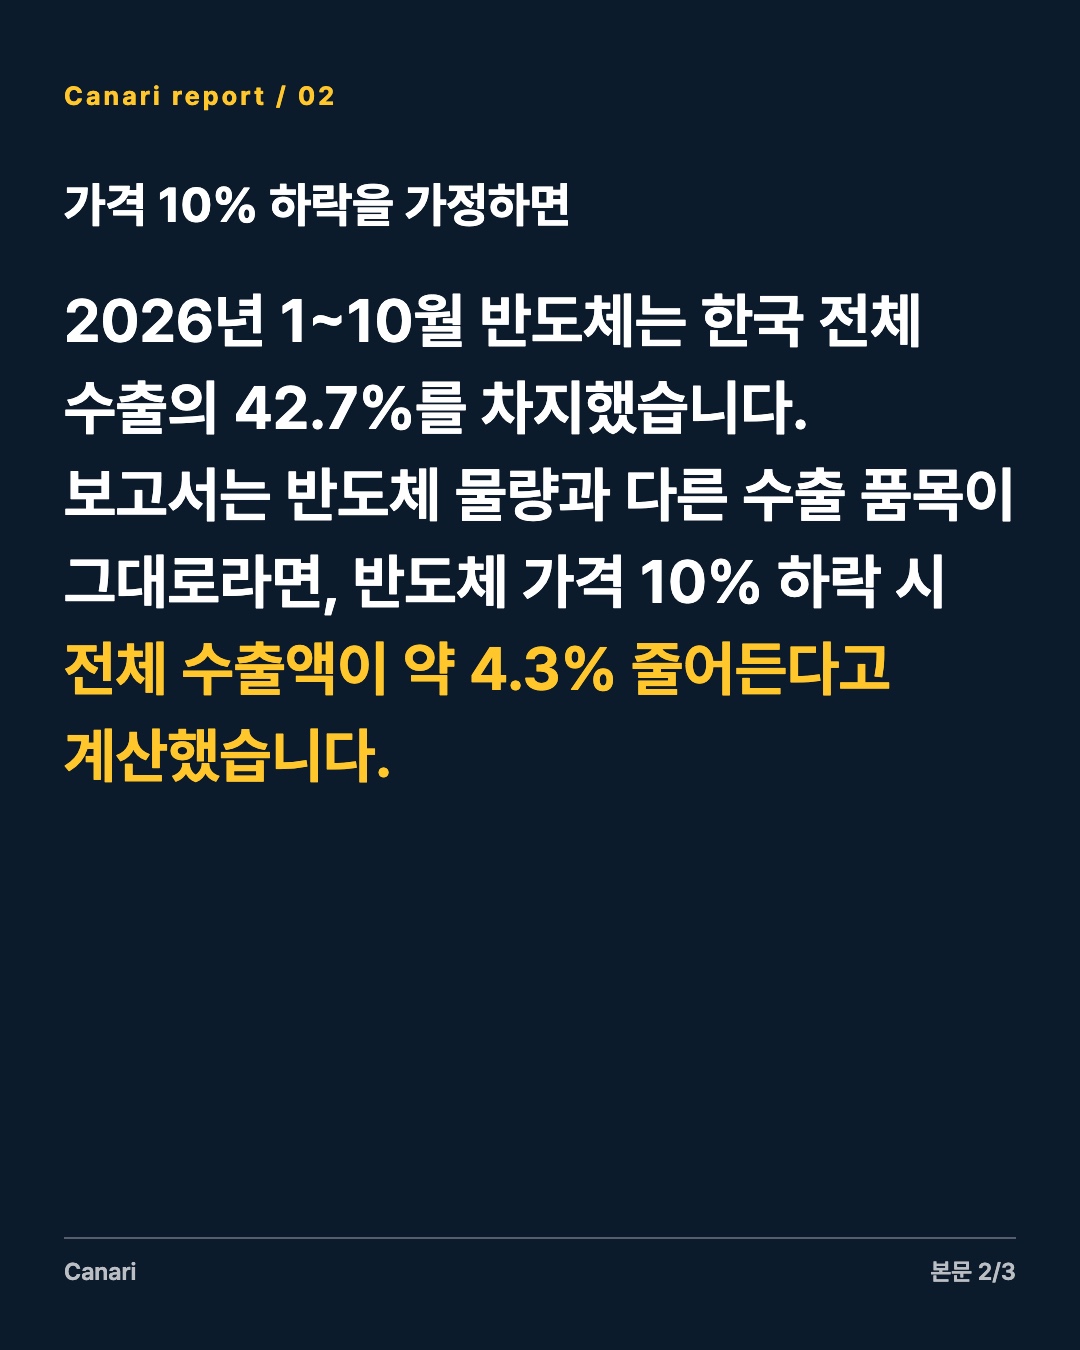 Canari report / 02
가격 10% 하락을 가정하면
2026년 1~10월 반도체는 한국 전체
수출의 42.7%를 차지했습니다.
보고서는 반도체 물량과 다른 수출 품목이
그대로라면, 반도체 가격 10% 하락 시
전체 수출액이 약 4.3% 줄어든다고
계산했습니다.
Canari
본문 2/3